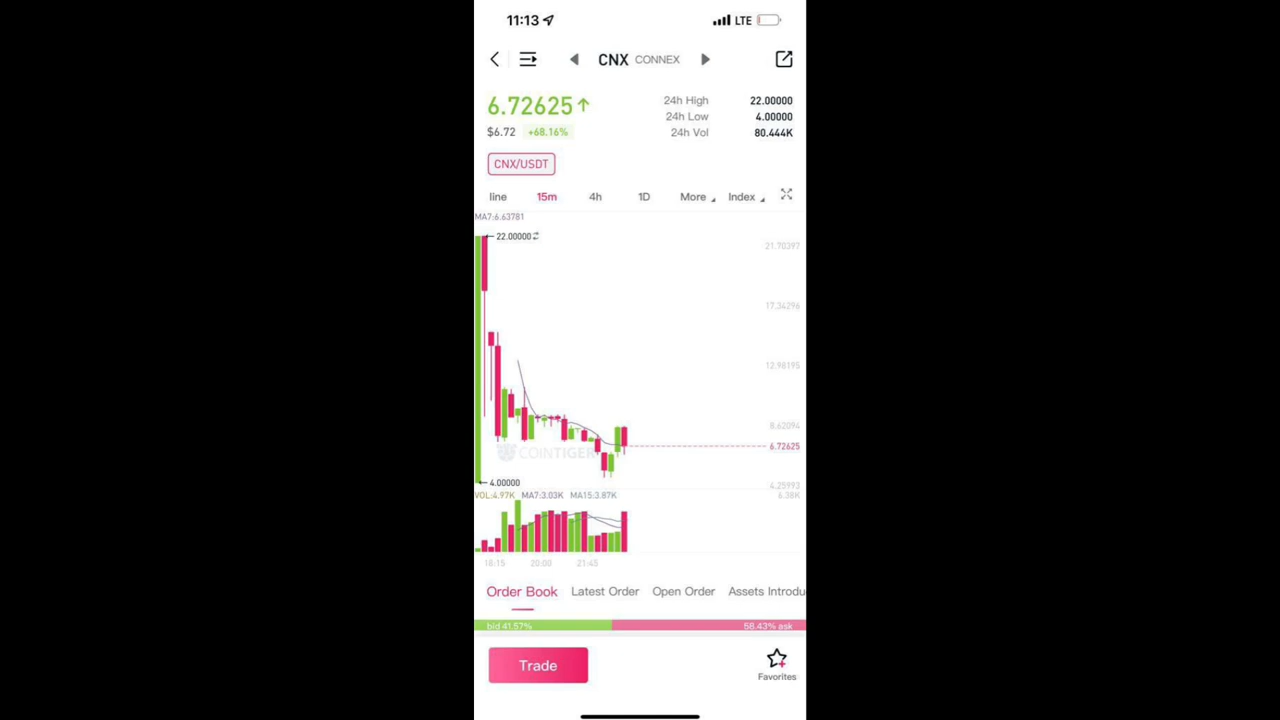 11:13 LTE
CNX CONNEX
6.72625↑
$6.72 +68.16%
24h High 22.00000
24h Low 4.00000
24h Vol 80.444K
CNX/USDT
line 15m 4h 1D More Index
MA7:6.63781
22.00000
21.70397
17.34296
12.98195
8.62094
6.72625
COINTIGER
4.00000
4.25993
VOL:4.97K MA7:3.03K MA15:3.87K 6.38K
18:15 20:00 21:45
Order Book Latest Order Open Order Assets Introdu
bid 41.57% 58.43% ask
Trade
Favorites